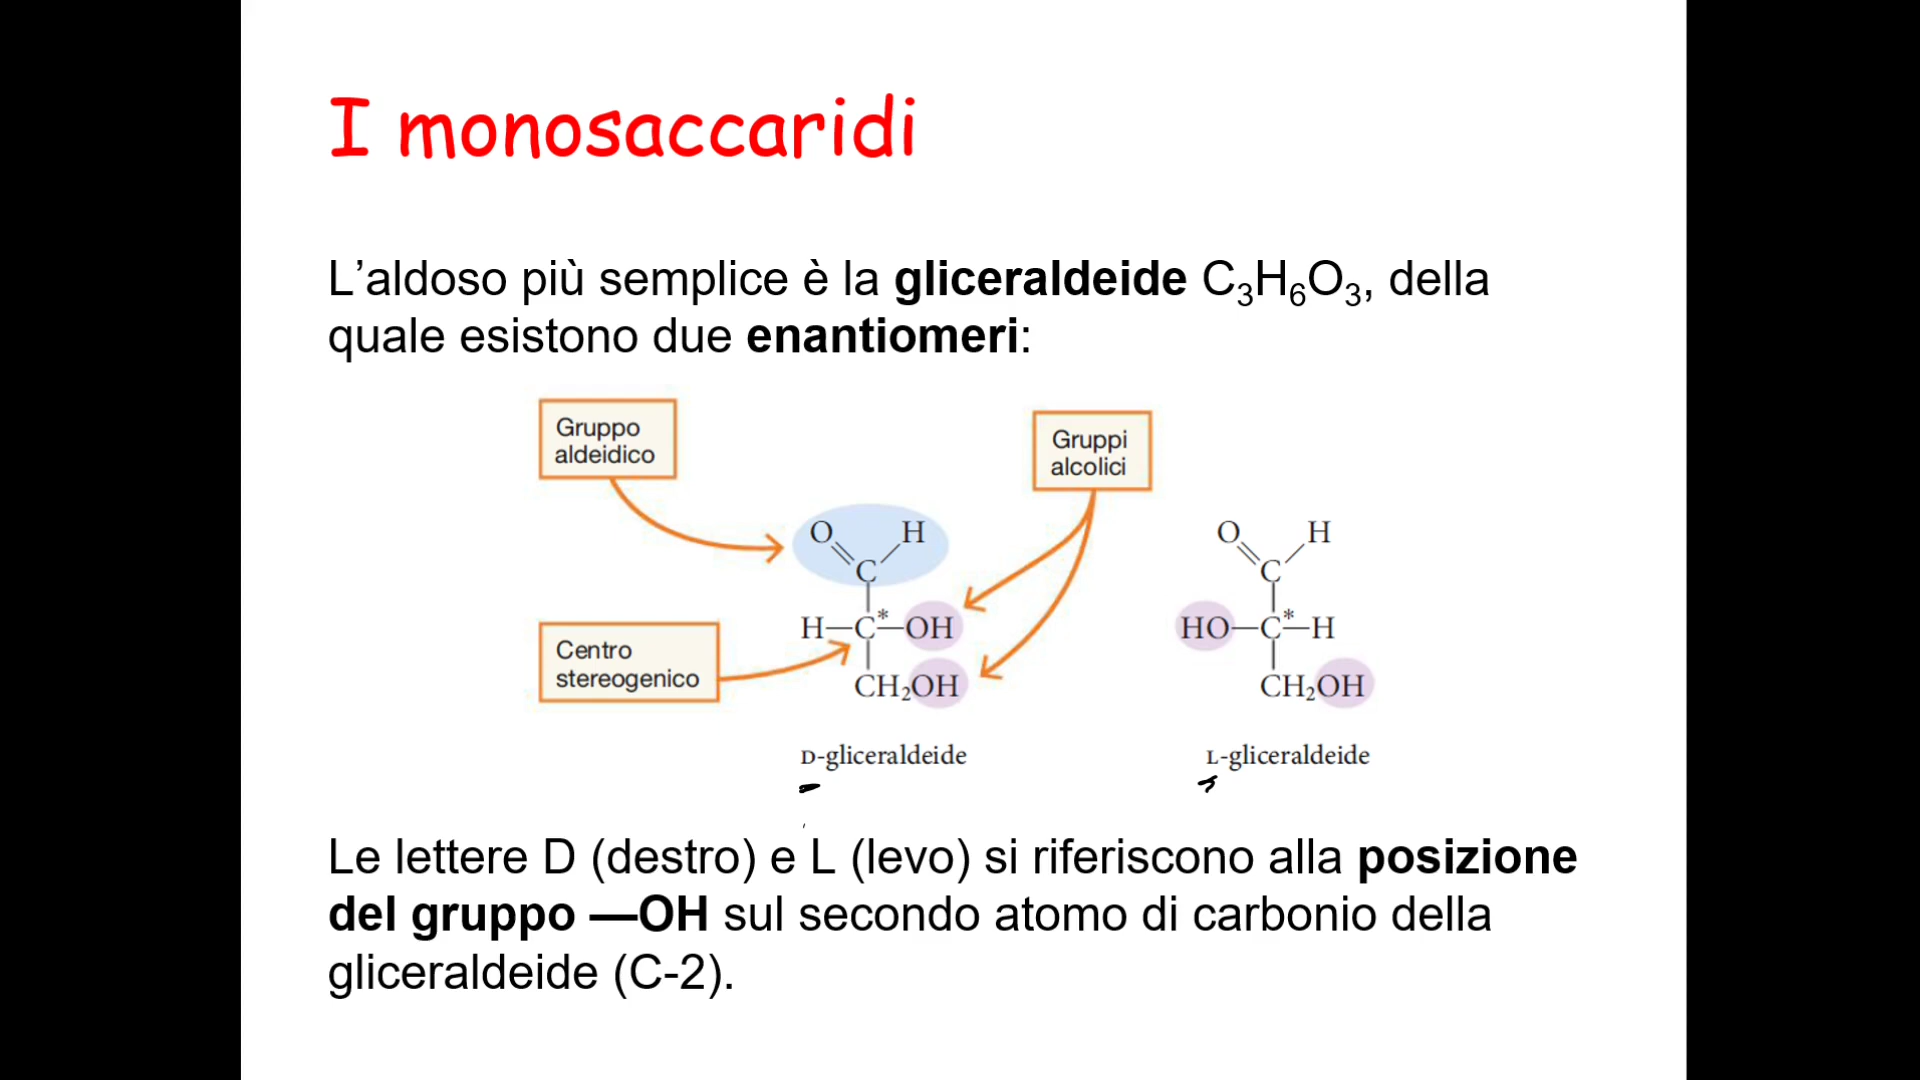 I monosaccaridi
L’aldoso più semplice è la gliceraldeide C₃H₆O₃, della
quale esistono due enantiomeri:
Gruppo
aldeidico
Gruppi
alcolici
O H
C
H—C*—OH
CH₂OH
O H
C
HO—C*—H
CH₂OH
Centro
stereogenico
D-gliceraldeide
L-gliceraldeide
Le lettere D (destro) e L (levo) si riferiscono alla posizione
del gruppo —OH sul secondo atomo di carbonio della
gliceraldeide (C-2).